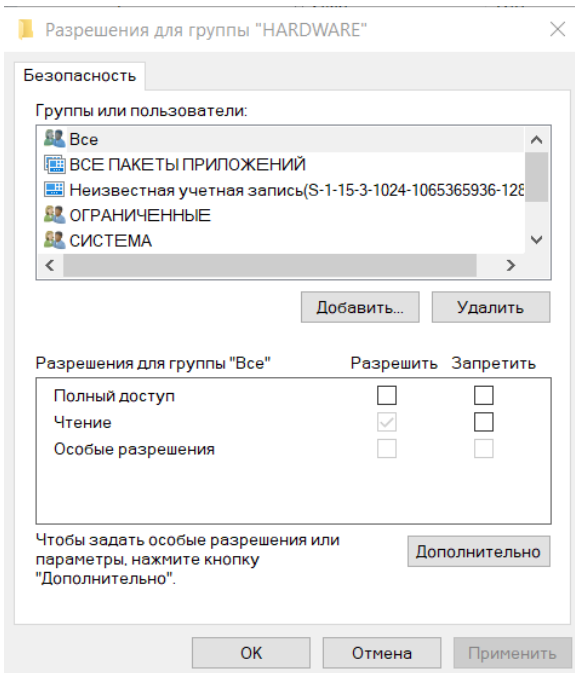 Разрешения для группы "HARDWARE"
Безопасность
Группы или пользователи:
Все
ВСЕ ПАКЕТЫ ПРИЛОЖЕНИЙ
Неизвестная учетная запись(S-1-15-3-1024-1065365936-128
ОГРАНИЧЕННЫЕ
СИСТЕМА
Добавить... Удалить
Разрешения для группы "Все" Разрешить Запретить
Полный доступ
Чтение
Особые разрешения
Чтобы задать особые разрешения или
параметры, нажмите кнопку
"Дополнительно".
Дополнительно
ОК Отмена Применить